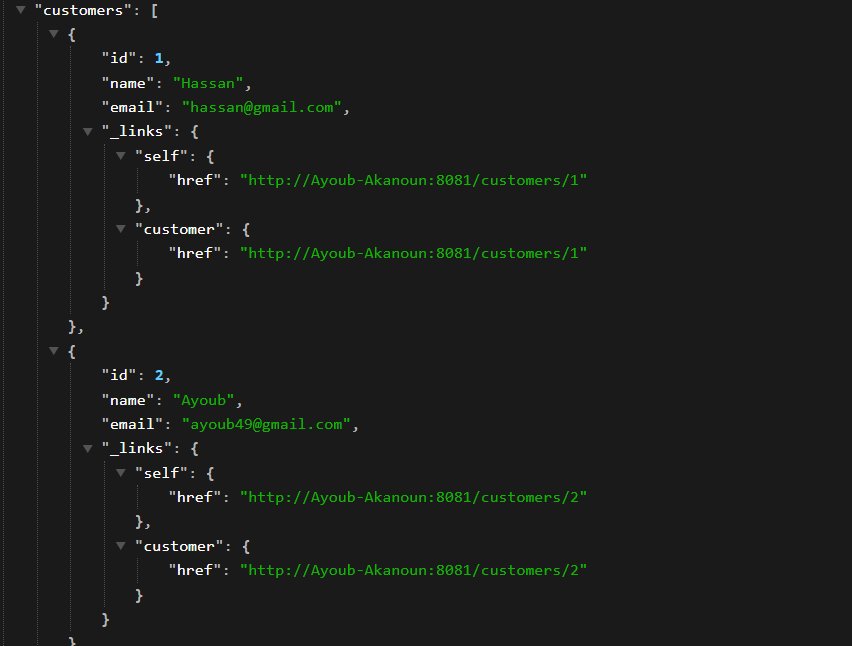 "customers": [
{
"id": 1,
"name": "Hassan",
"email": "hassan@gmail.com",
"_links": {
"self": {
"href": "http://Ayoub-Akanoun:8081/customers/1"
},
"customer": {
"href": "http://Ayoub-Akanoun:8081/customers/1"
}
}
},
{
"id": 2,
"name": "Ayoub",
"email": "ayoub49@gmail.com",
"_links": {
"self": {
"href": "http://Ayoub-Akanoun:8081/customers/2"
},
"customer": {
"href": "http://Ayoub-Akanoun:8081/customers/2"
}
}
}